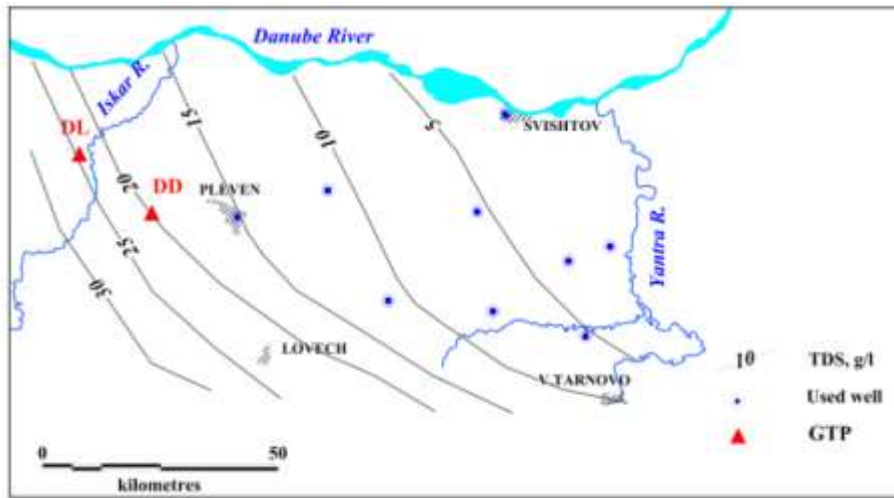 Danube River
Iskar R.
DL
15
10
5
SVISHTOV
20
DD
PLEVEN
Yantra R.
25
30
LOVECH
V.TARNOVO
10 TDS, g/l
Used well
GTP
0 50
kilometres